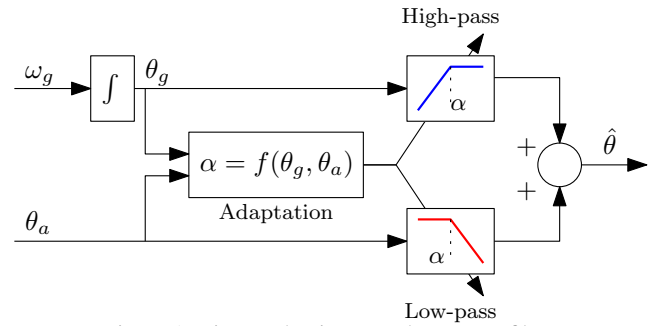 High-pass
ω_g
∫
θ_g
α
α = f(θ_g, θ_a)
Adaptation
+
θ̂
+
θ_a
α
Low-pass